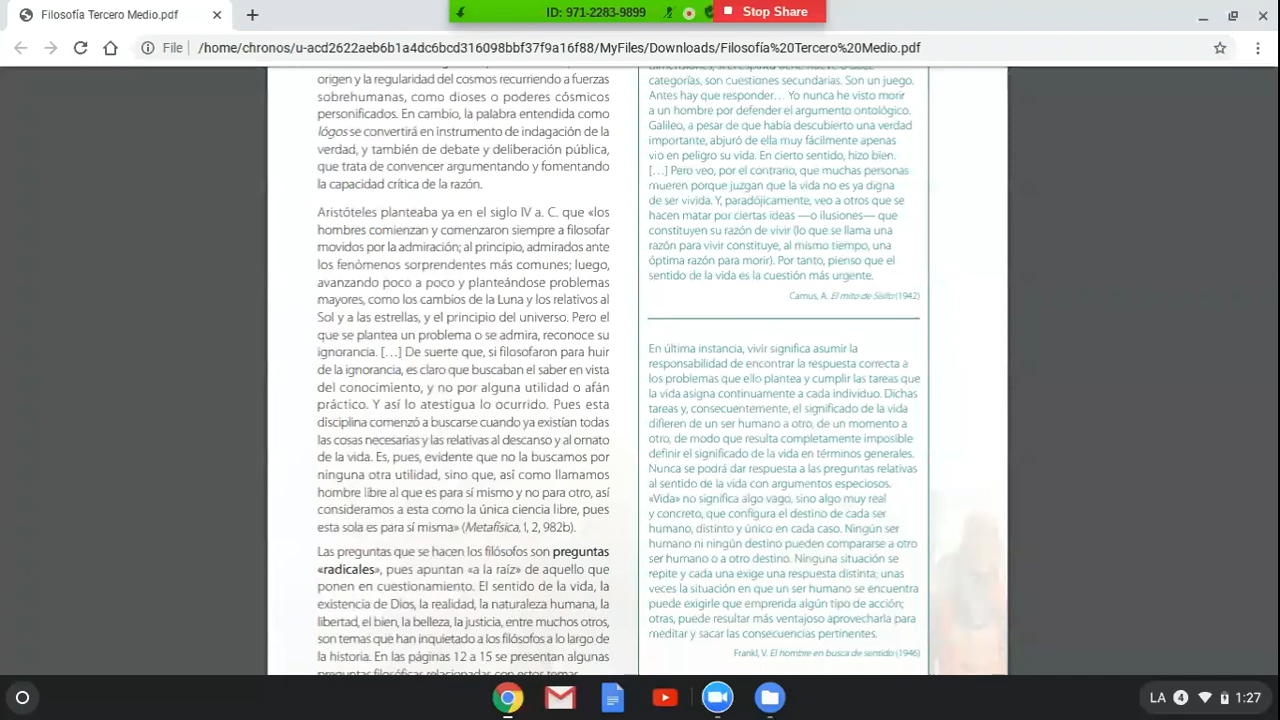 Filosofía Tercero Medio.pdf
ID: 971-2283-9899
Stop Share
File
/home/chronos/u-acd2622aeb6b1a4dc6bcd316098bbf37f9a16f88/MyFiles/Downloads/Filosofía%20Tercero%20Medio.pdf
origen y la regularidad del cosmos recurriendo a fuerzas
sobrehumanas, como dioses o poderes cósmicos
personificados. En cambio, la palabra entendida como
lógos se convertirá en instrumento de indagación de la
verdad, y también de debate y deliberación pública,
que trata de convencer argumentando y fomentando
la capacidad crítica de la razón.
Aristóteles planteaba ya en el siglo IV a. C. que «los
hombres comienzan y comenzaron siempre a filosofar
movidos por la admiración; al principio, admirados ante
los fenómenos sorprendentes más comunes; luego,
avanzando poco a poco y planteándose problemas
mayores, como los cambios de la Luna y los relativos al
Sol y a las estrellas, y el principio del universo. Pero el
que se plantea un problema o se admira, reconoce su
ignorancia. […] De suerte que, si filosofaron para huir
de la ignorancia, es claro que buscaban el saber en vista
del conocimiento, y no por alguna utilidad o afán
práctico. Y así lo atestigua lo ocurrido. Pues esta
disciplina comenzó a buscarse cuando ya existían todas
las cosas necesarias y las relativas al descanso y al ornato
de la vida. Es, pues, evidente que no la buscamos por
ninguna otra utilidad, sino que, así como llamamos
hombre libre al que es para sí mismo y no para otro, así
consideramos a esta como la única ciencia libre, pues
esta sola es para sí misma» (Metafísica, I, 2, 982b).
Las preguntas que se hacen los filósofos son preguntas
«radicales», pues apuntan «a la raíz» de aquello que
ponen en cuestionamiento. El sentido de la vida, la
existencia de Dios, la realidad, la naturaleza humana, la
libertad, el bien, la belleza, la justicia, entre muchos otros,
son temas que han inquietado a los filósofos a lo largo de
la historia. En las páginas 12 a 15 se presentan algunas
preguntas filosóficas relacionadas con estos temas.
categorías, son cuestiones secundarias. Son un juego.
Antes hay que responder… Yo nunca he visto morir
a un hombre por defender el argumento ontológico.
Galileo, a pesar de que había descubierto una verdad
importante, abjuró de ella muy fácilmente apenas
vio en peligro su vida. En cierto sentido, hizo bien.
[…] Pero veo, por el contrario, que muchas personas
mueren porque juzgan que la vida no es ya digna
de ser vivida. Y, paradójicamente, veo a otros que se
hacen matar por ciertas ideas —o ilusiones— que
constituyen su razón de vivir (lo que se llama una
razón para vivir constituye, al mismo tiempo, una
óptima razón para morir). Por tanto, pienso que el
sentido de la vida es la cuestión más urgente.
Camus, A. El mito de Sísifo (1942)
En última instancia, vivir significa asumir la
responsabilidad de encontrar la respuesta correcta a
los problemas que ello plantea y cumplir las tareas que
la vida asigna continuamente a cada individuo. Dichas
tareas y, consecuentemente, el significado de la vida
difieren de un ser humano a otro, de un momento a
otro, de modo que resulta completamente imposible
definir el significado de la vida en términos generales.
Nunca se podrá dar respuesta a las preguntas relativas
al sentido de la vida con argumentos especiosos.
«Vida» no significa algo vago, sino algo muy real
y concreto, que configura el destino de cada ser
humano, distinto y único en cada caso. Ningún ser
humano ni ningún destino pueden compararse a otro
ser humano o a otro destino. Ninguna situación se
repite y cada una exige una respuesta distinta; unas
veces la situación en que un ser humano se encuentra
puede exigirle que emprenda algún tipo de acción;
otras, puede resultar más ventajoso aprovecharla para
meditar y sacar las consecuencias pertinentes.
Frankl, V. El hombre en busca de sentido (1946)
LA 4 1:27